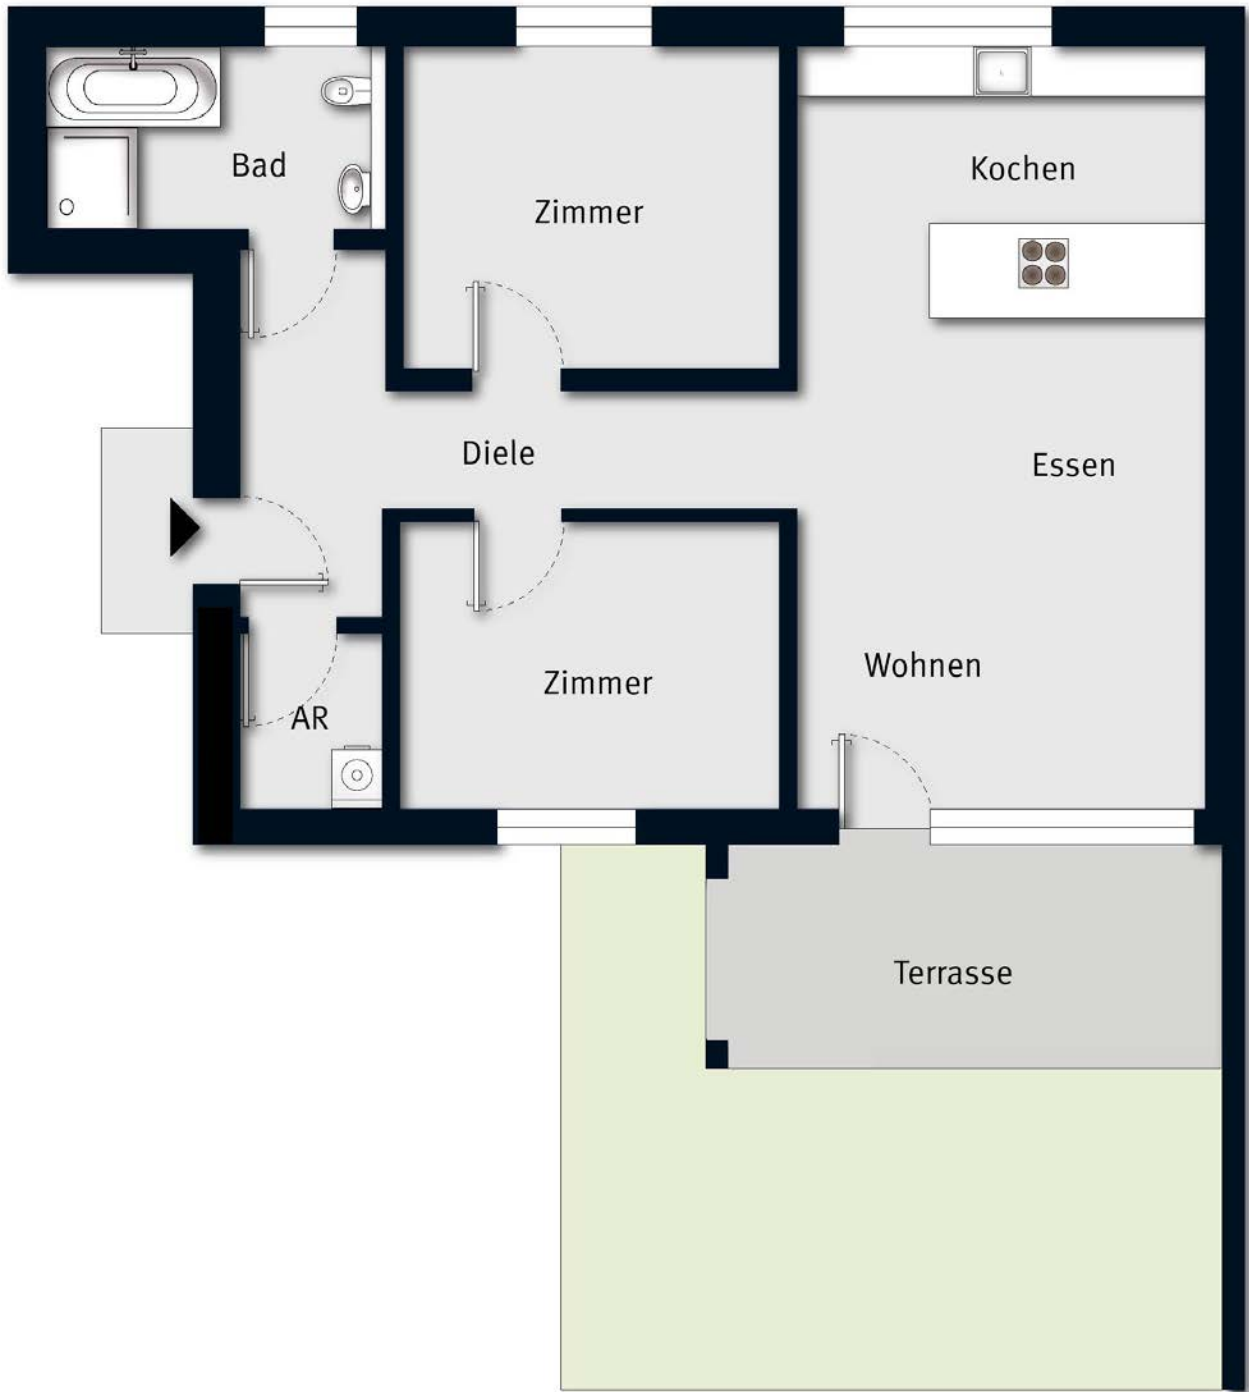 Bad
Zimmer
Kochen
Diele
Essen
Wohnen
Zimmer
AR
Terrasse